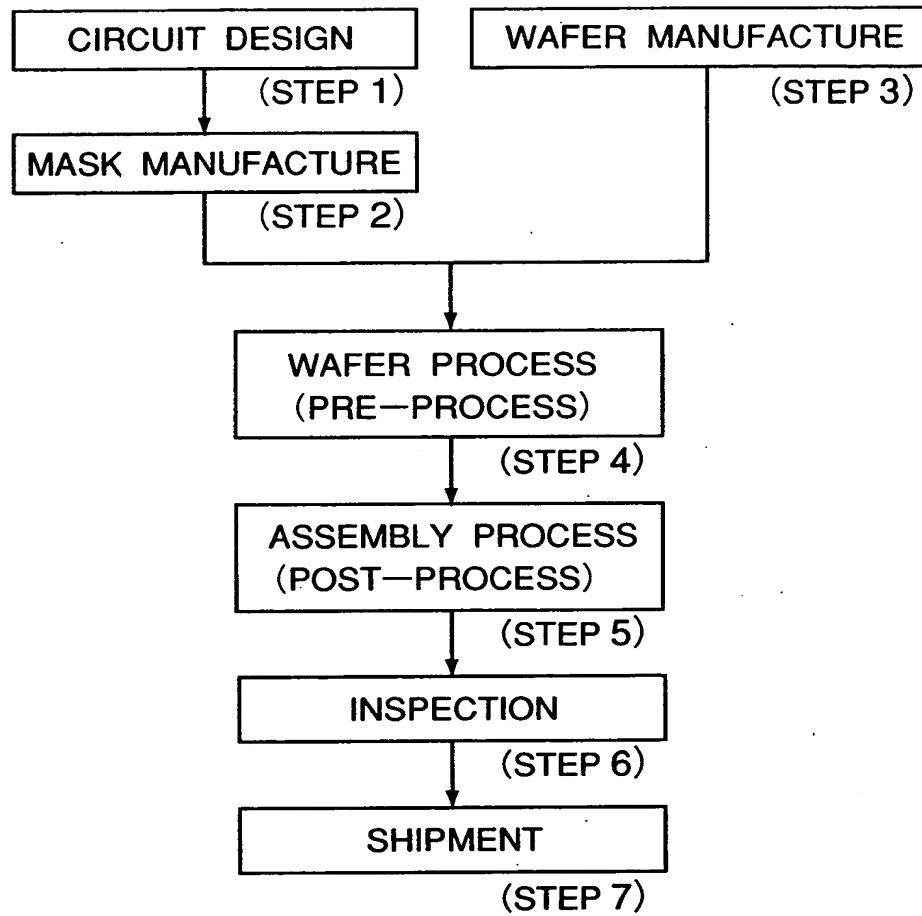 CIRCUIT DESIGN
(STEP 1)
MASK MANUFACTURE
(STEP 2)
WAFER MANUFACTURE
(STEP 3)
WAFER PROCESS
(PRE—PROCESS)
(STEP 4)
ASSEMBLY PROCESS
(POST—PROCESS)
(STEP 5)
INSPECTION
(STEP 6)
SHIPMENT
(STEP 7)